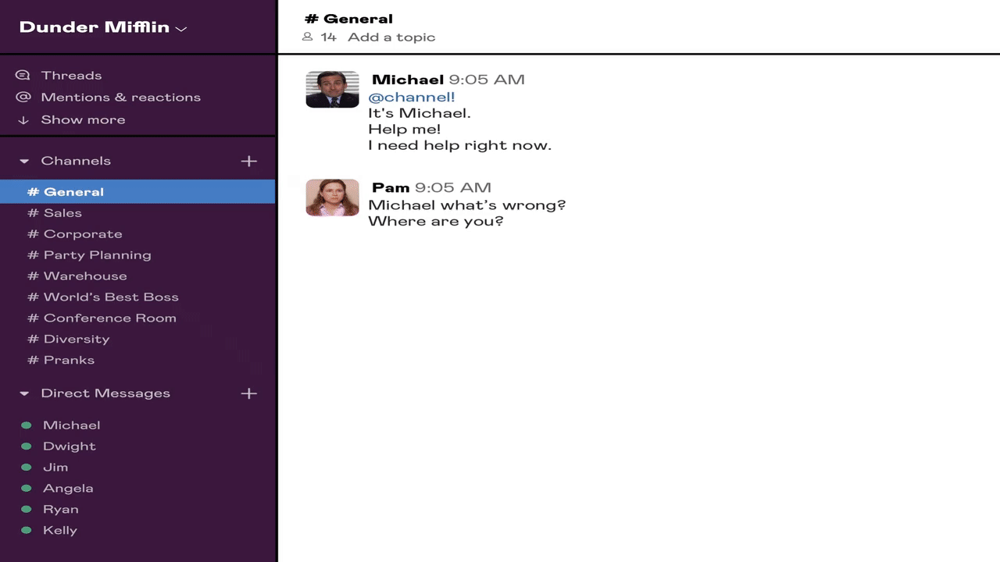 Dunder Mifflin
Threads
@ Mentions & reactions
Show more
Channels +
# General
# Sales
# Corporate
# Party Planning
# Warehouse
# World's Best Boss
# Conference Room
# Diversity
# Pranks
Direct Messages +
Michael
Dwight
Jim
Angela
Ryan
Kelly
# General
14 Add a topic
Michael 9:05 AM
@channel!
It's Michael.
Help me!
I need help right now.
Pam 9:05 AM
Michael what’s wrong?
Where are you?